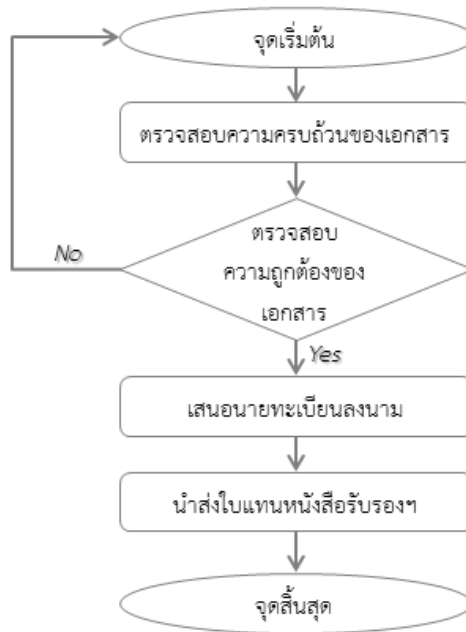 จุดเริ่มต้น
ตรวจสอบความครบถ้วนของเอกสาร
ตรวจสอบ
ความถูกต้องของ
เอกสาร
No
Yes
เสนอนายทะเบียนลงนาม
นำส่งใบแทนหนังสือรับรองฯ
จุดสิ้นสุด